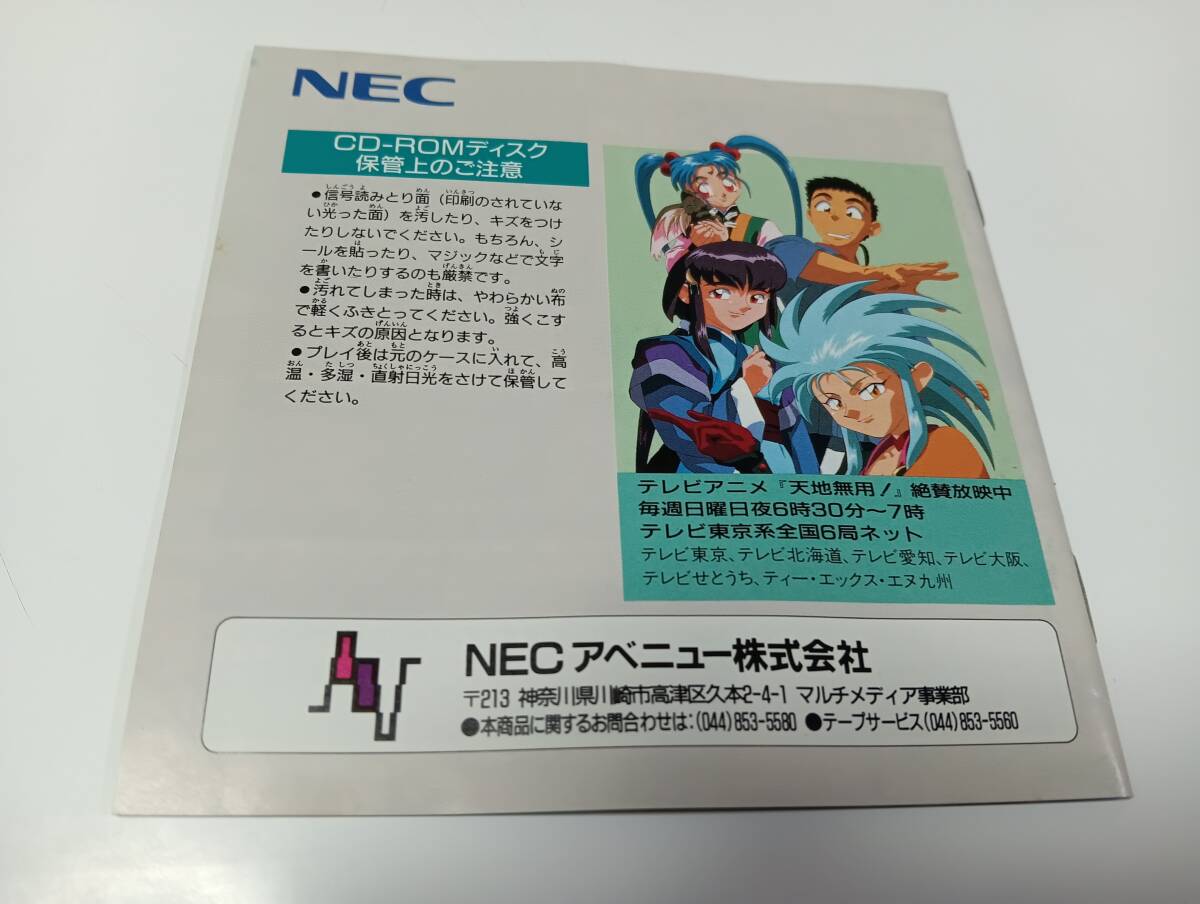 NEC
CD-ROMディスク
保管上のご注意
●信号読みとり面（印刷のされていな
い光った面）を汚したり、キズをつけ
たりしないでください。もちろん、シ
ールを貼ったり、マジックなどで文字
を書いたりするのも厳禁です。
●汚れてしまった時は、やわらかい布
で軽くふきとってください。強くこす
るとキズの原因となります。
●プレイ後は元のケースに入れて、高
温・多湿・直射日光をさけて保管して
ください。
テレビアニメ『天地無用！』絶賛放映中
毎週日曜日夜6時30分～7時
テレビ東京系全国6局ネット
テレビ東京、テレビ北海道、テレビ愛知、テレビ大阪、
テレビせとうち、ティー・エックス・エヌ九州
NECアベニュー株式会社
〒213 神奈川県川崎市高津区久本2-4-1 マルチメディア事業部
●本商品に関するお問合わせは：(044)853-5580 ●テープサービス(044)853-5560